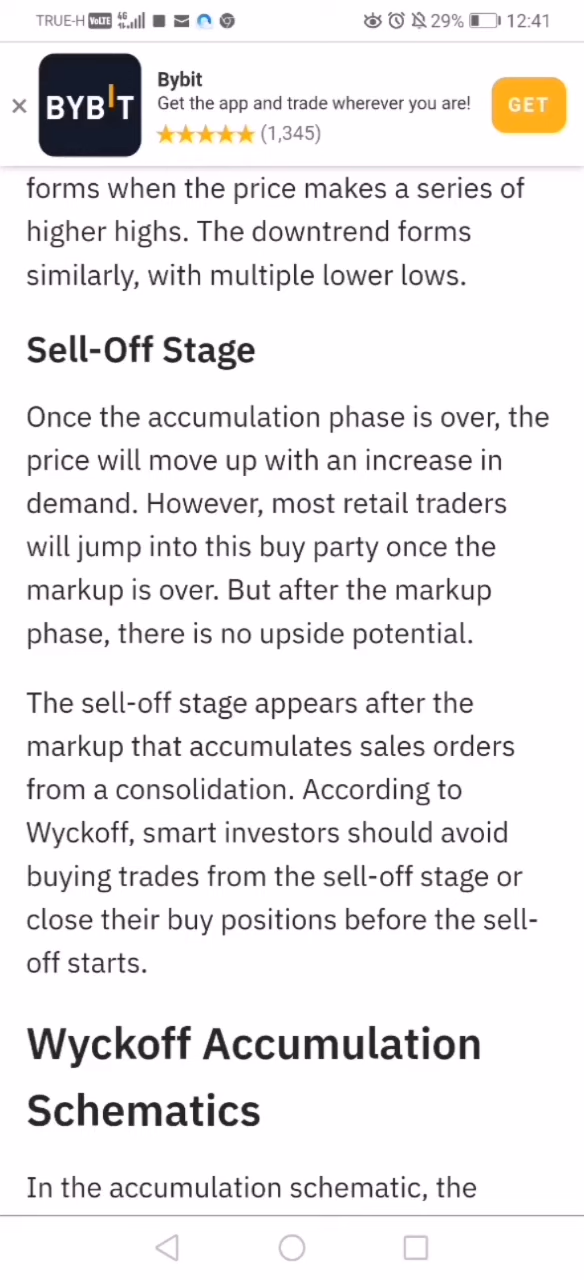 TRUE-H VoLTE 4G 29% 12:41
Bybit
BYBIT Get the app and trade wherever you are! GET
(1,345)
forms when the price makes a series of
higher highs. The downtrend forms
similarly, with multiple lower lows.
Sell-Off Stage
Once the accumulation phase is over, the
price will move up with an increase in
demand. However, most retail traders
will jump into this buy party once the
markup is over. But after the markup
phase, there is no upside potential.
The sell-off stage appears after the
markup that accumulates sales orders
from a consolidation. According to
Wyckoff, smart investors should avoid
buying trades from the sell-off stage or
close their buy positions before the sell-
off starts.
Wyckoff Accumulation
Schematics
In the accumulation schematic, the